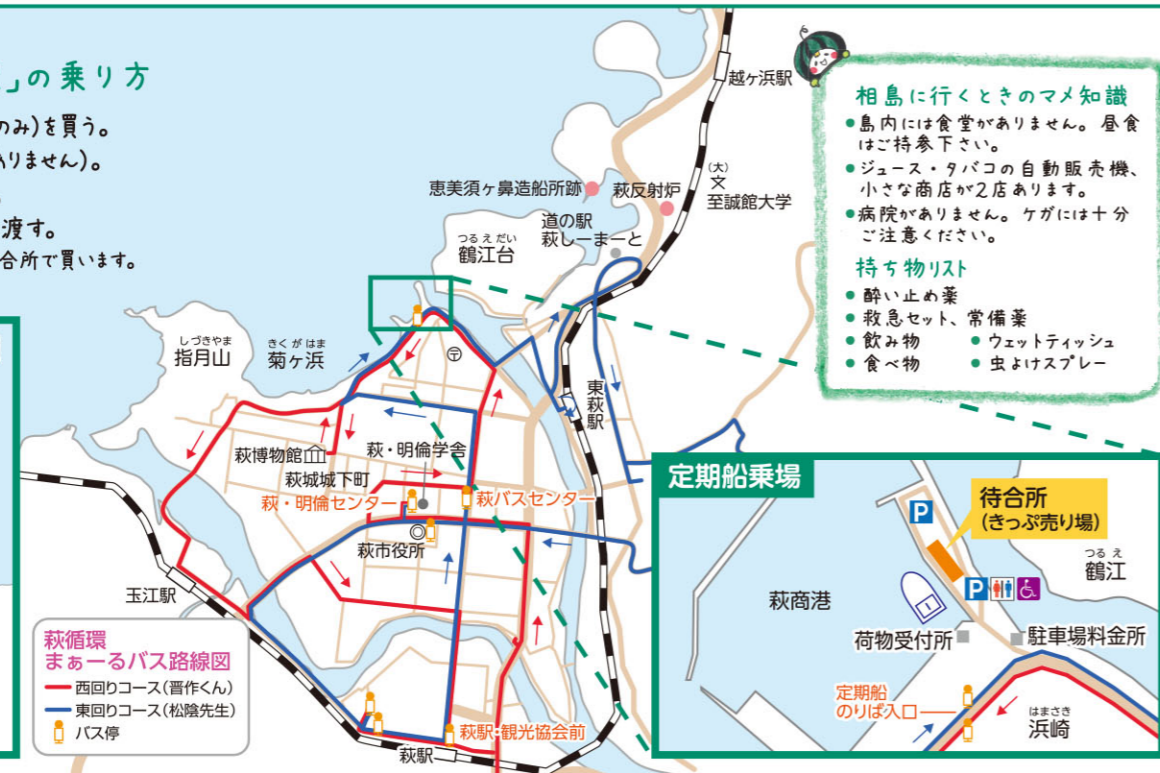 」の乗り方
のみ)を買う。
ありません)。
渡す。
合所で買います。
越ヶ浜駅
恵美須ヶ鼻造船所跡
萩反射炉
(大)
文
至誠館大学
道の駅
萩しーまーと
つるえだい
鶴江台
しづきやま
指月山
きくがはま
菊ヶ浜
〒
東萩駅
萩博物館
萩・明倫学舎
萩城城下町
萩・明倫センター
萩バスセンター
萩市役所
玉江駅
萩駅・観光協会前
萩駅
萩循環
まぁーるバス路線図
西回りコース(晋作くん)
東回りコース(松陰先生)
バス停
相島に行くときのマメ知識
●島内には食堂がありません。昼食
はご持参下さい。
●ジュース・タバコの自動販売機、
小さな商店が2店あります。
●病院がありません。ケガには十分
ご注意ください。
持ち物リスト
●酔い止め薬
●救急セット、常備薬
●飲み物 ●ウェットティッシュ
●食べ物 ●虫よけスプレー
定期船乗場
P
待合所
(きっぷ売り場)
つるえ
鶴江
P
萩商港
荷物受付所
駐車場料金所
定期船
のりば入口
はまさき
浜崎